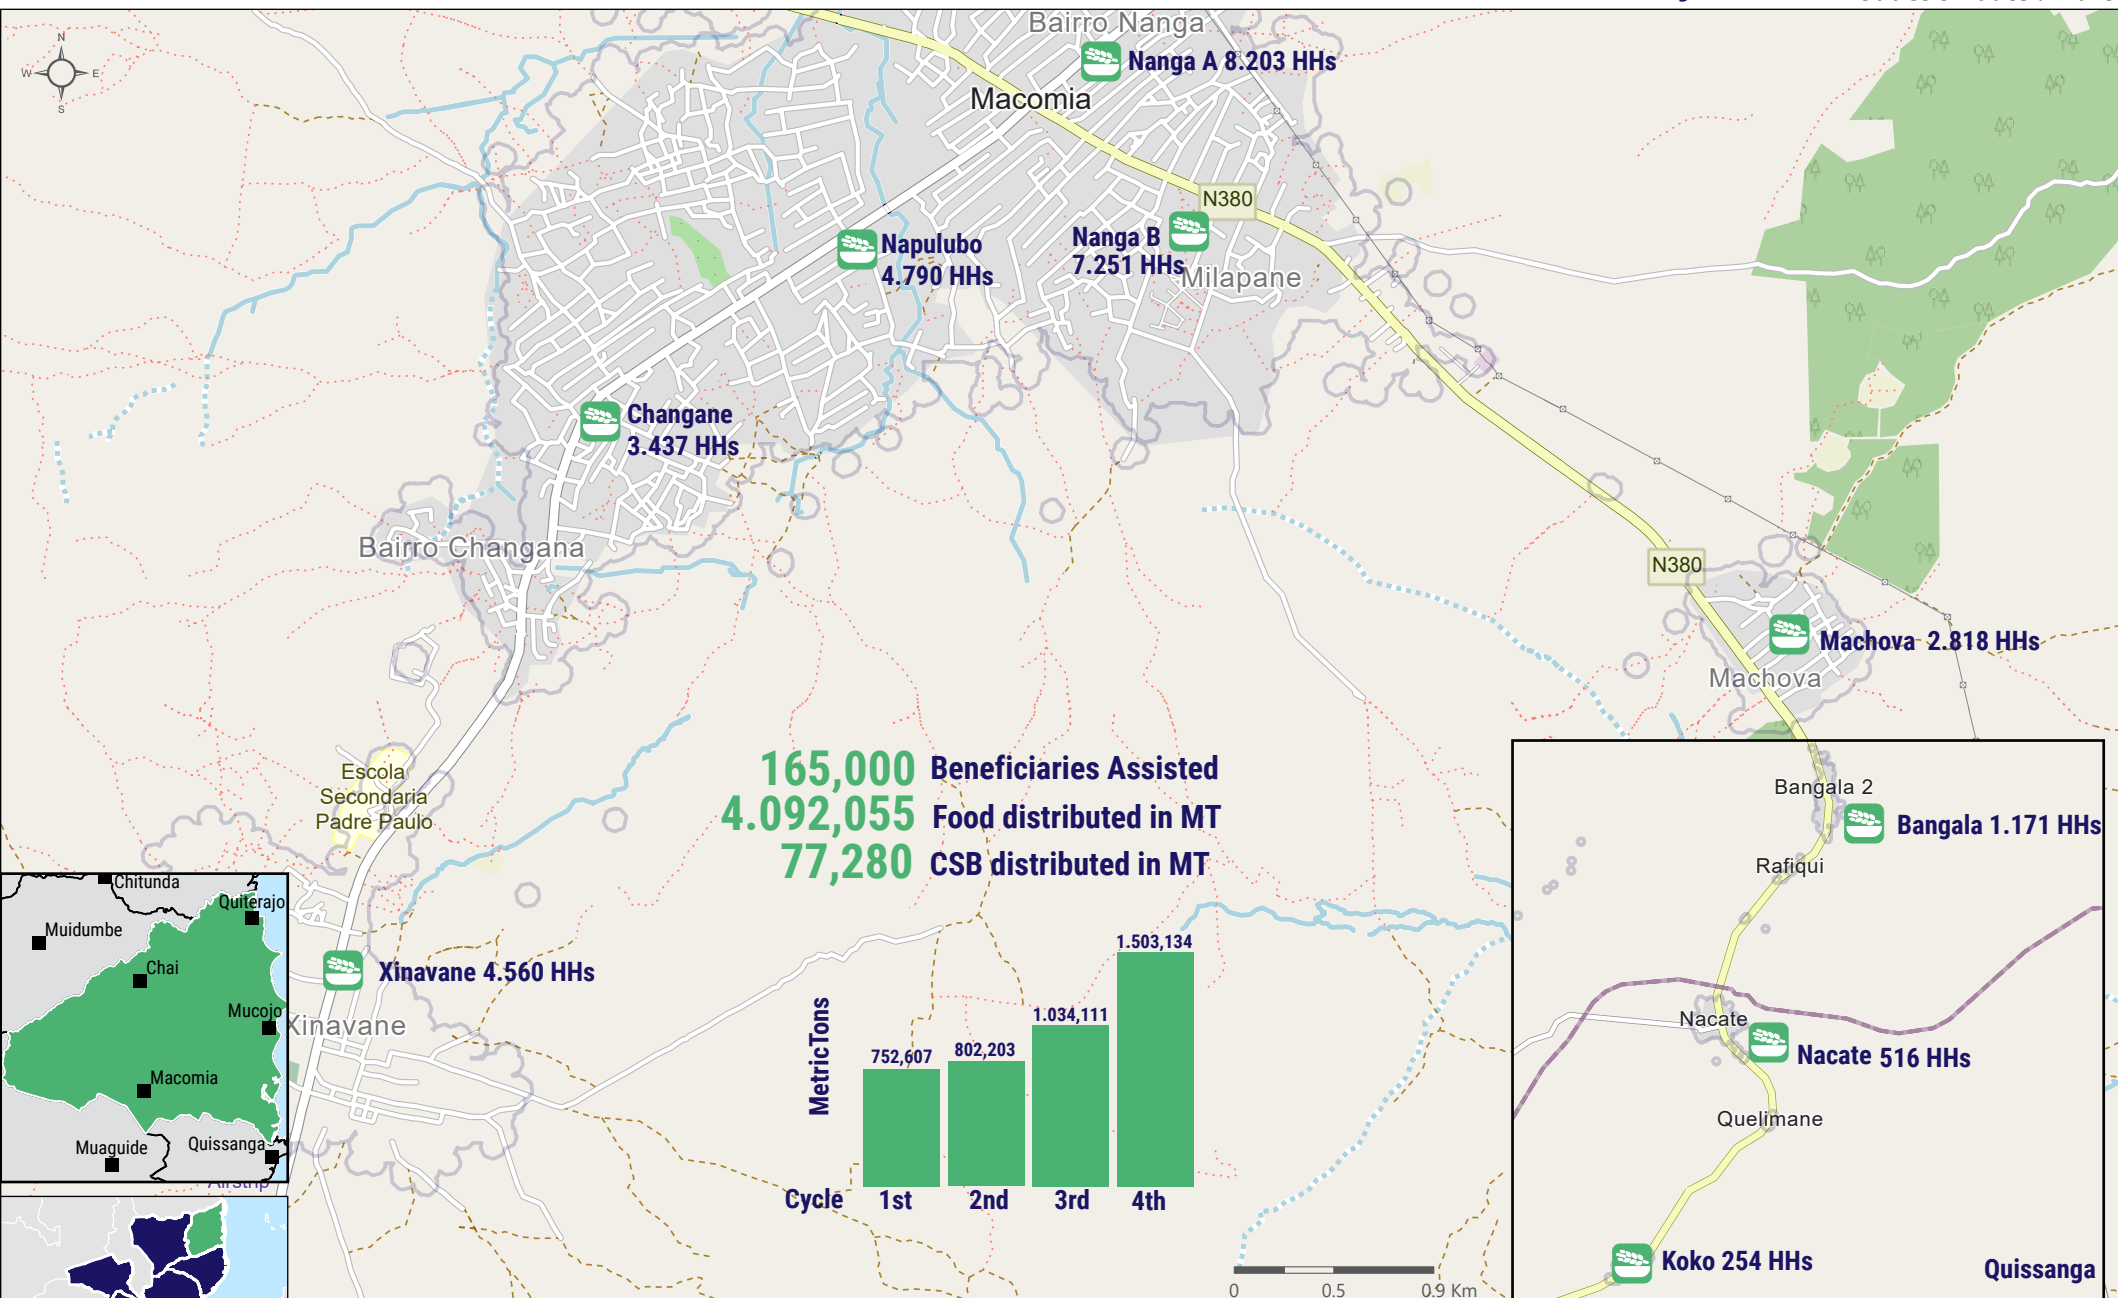 N
W E
S
Bairro Nanga
Nanga A 8.203 HHs
Macomia
N380
Napulubo
4.790 HHs
Nanga B
7.251 HHs
Milapane
Changane
3.437 HHs
Bairro Changana
N380
Machova 2.818 HHs
Machova
Escola
Secondaria
Padre Paulo
165,000 Beneficiaries Assisted
4.092,055 Food distributed in MT
77,280 CSB distributed in MT
Bangala 2
Bangala 1.171 HHs
Rafiqui
Nacate
Nacate 516 HHs
Quelimane
Koko 254 HHs
Quissanga
Chitunda
Quiterajo
Muidumbe
Chai
Mucojo
Macomia
Muaguide
Quissanga
Airstrip
Xinavane 4.560 HHs
Xinavane
MetricTons
752,607
802,203
1.034,111
1.503,134
Cycle 1st 2nd 3rd 4th
0 0.5 0.9 Km